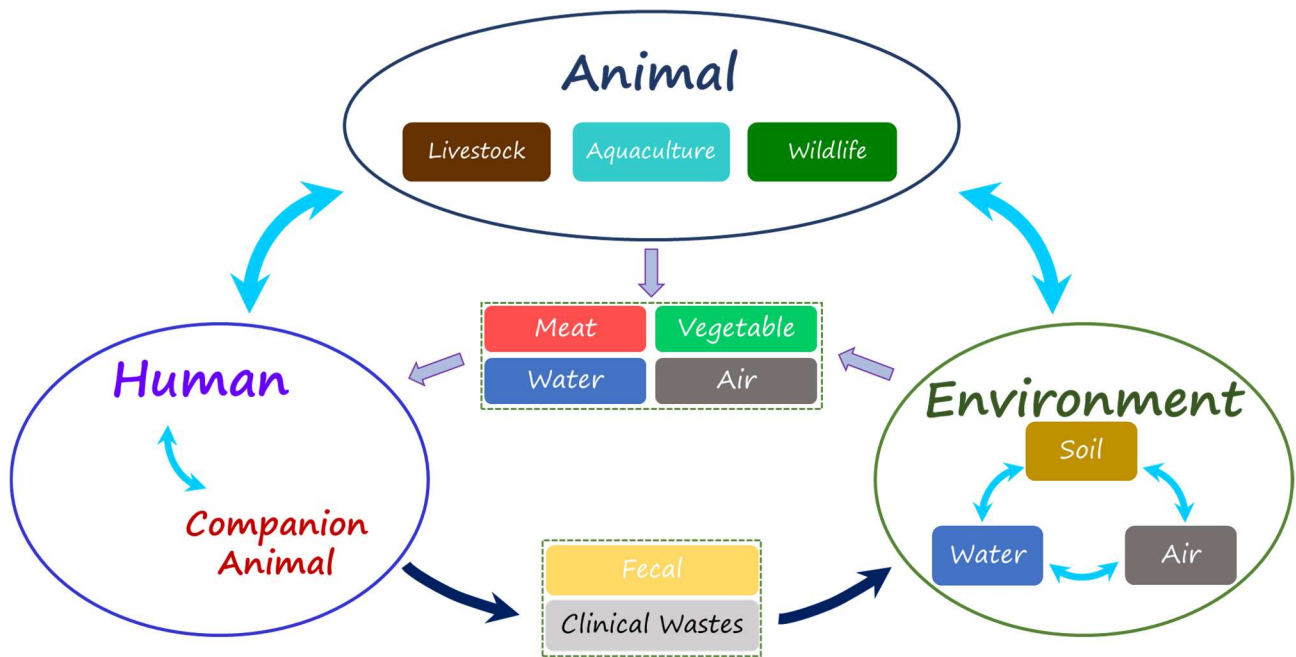 Animal
Livestock
Aquaculture
Wildlife
Meat
Vegetable
Water
Air
Human
Companion
Animal
Environment
Soil
Water
Air
Fecal
Clinical Wastes